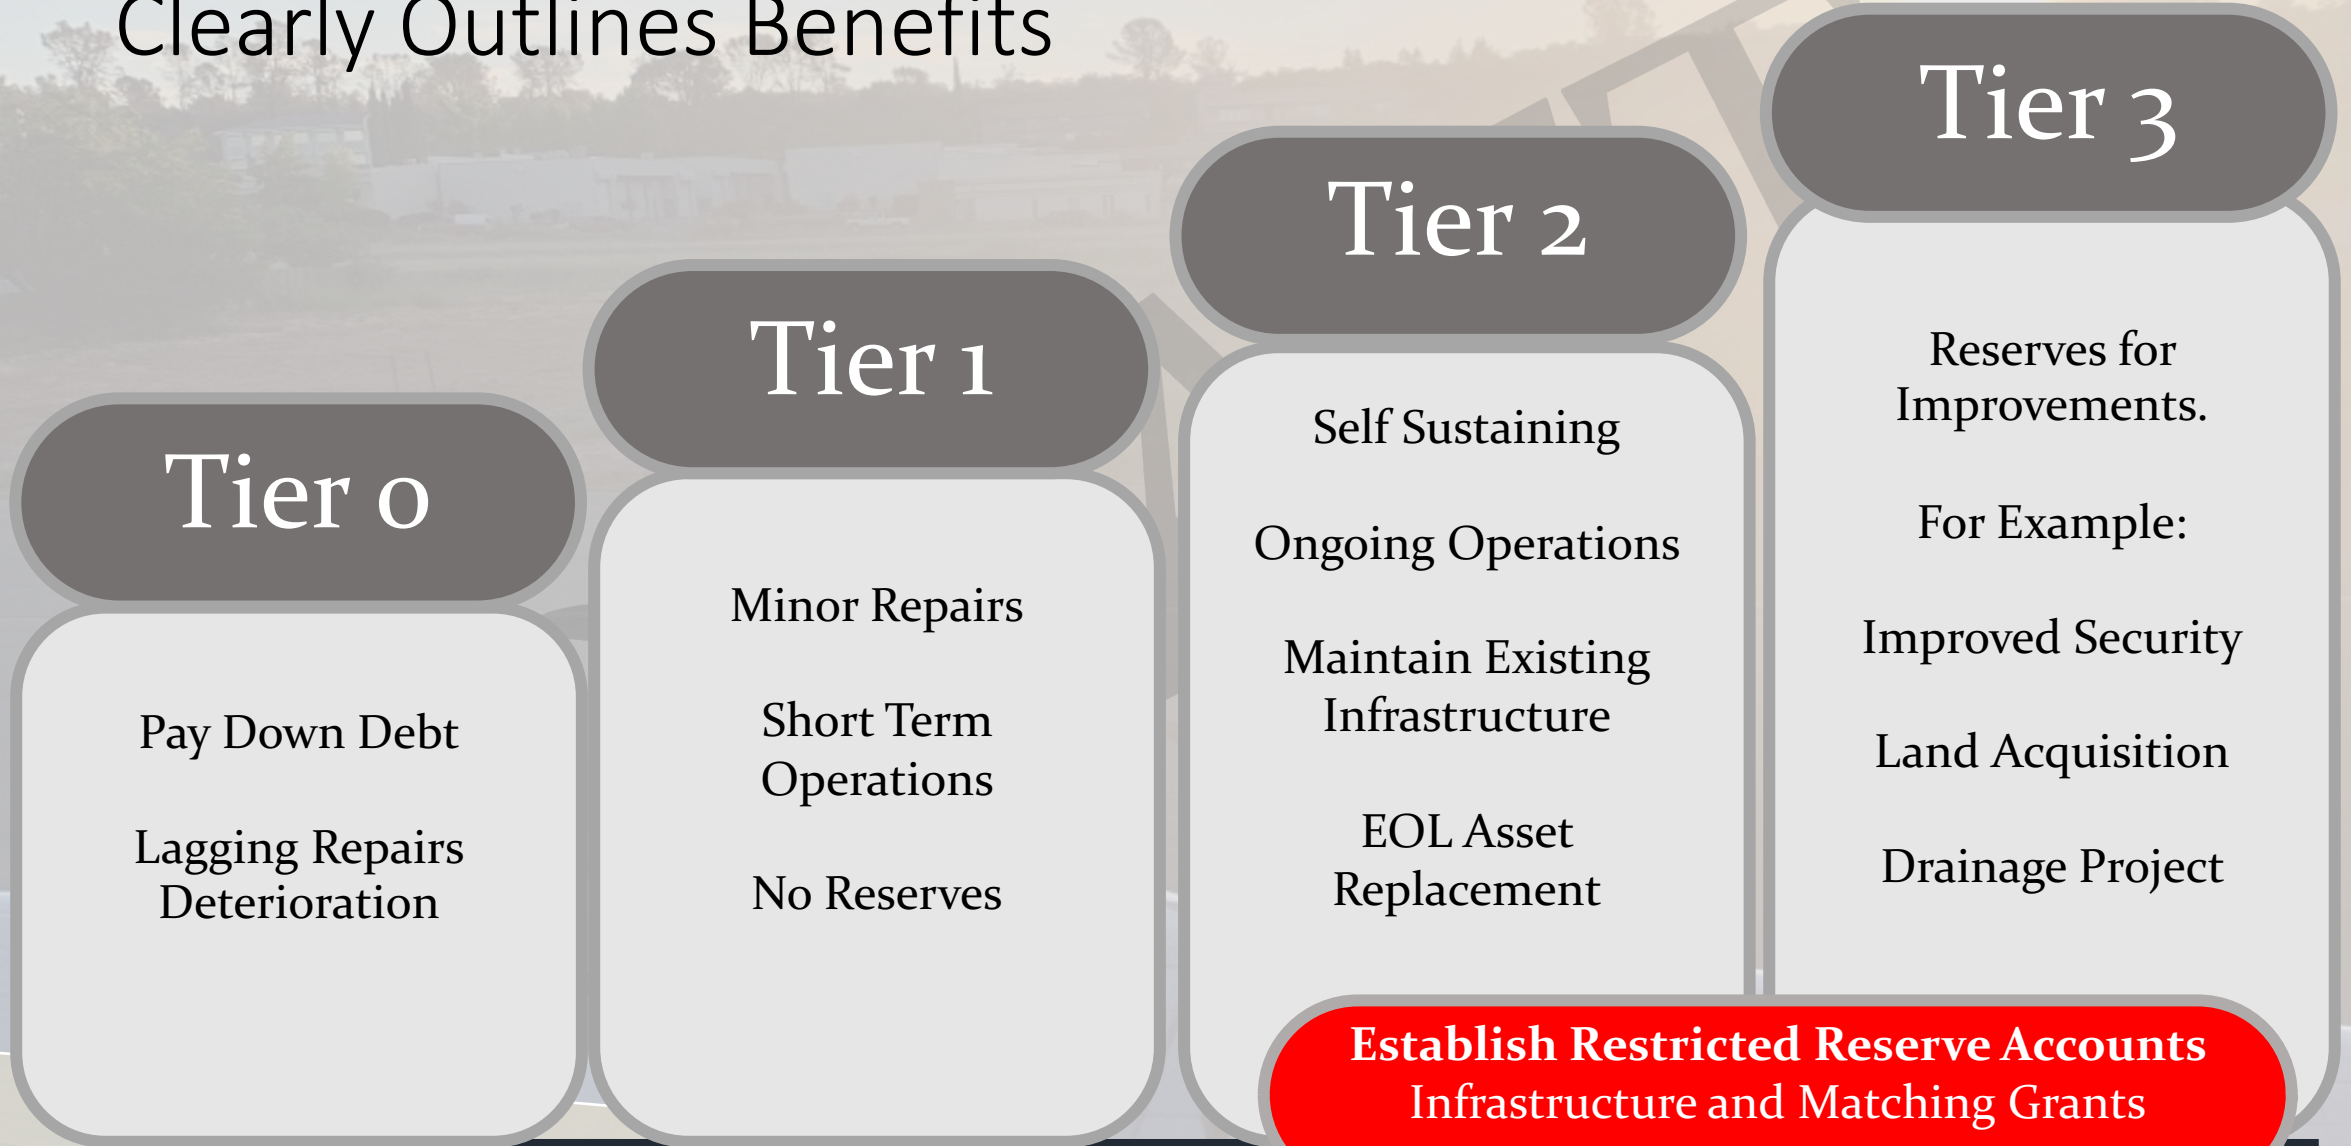 Clearly Outlines Benefits
Tier 0
Pay Down Debt
Lagging Repairs
Deterioration
Tier 1
Minor Repairs
Short Term
Operations
No Reserves
Tier 2
Self Sustaining
Ongoing Operations
Maintain Existing
Infrastructure
EOL Asset
Replacement
Tier 3
Reserves for
Improvements.
For Example:
Improved Security
Land Acquisition
Drainage Project
Establish Restricted Reserve Accounts
Infrastructure and Matching Grants